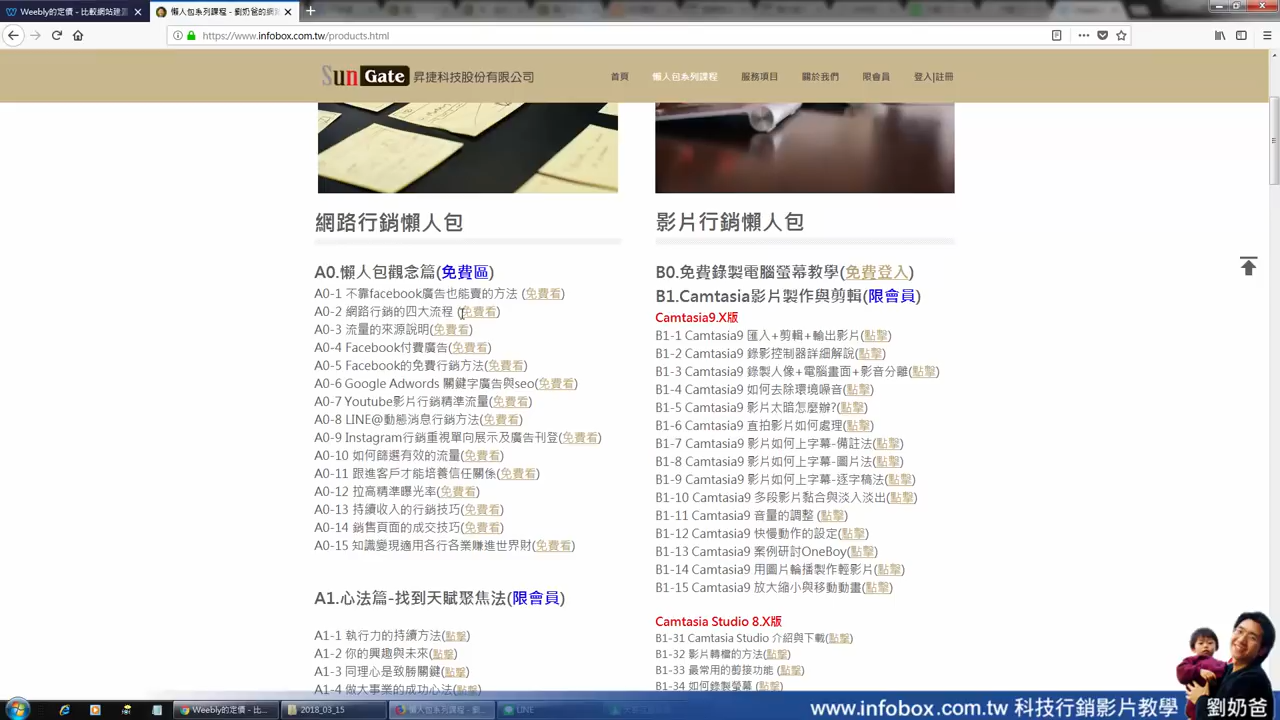 Weebly的定價 - 比較網站建置
懶人包系列課程 - 劉奶爸的網
https://www.infobox.com.tw/products.html
Sun Gate 昇捷科技股份有限公司
首頁
懶人包系列課程
服務項目
關於我們
限會員
登入|註冊
網路行銷懶人包
A0.懶人包觀念篇(免費區)
A0-1 不靠facebook廣告也能賣的方法 (免費看)
A0-2 網路行銷的四大流程 (免費看)
A0-3 流量的來源說明(免費看)
A0-4 Facebook付費廣告(免費看)
A0-5 Facebook的免費行銷方法(免費看)
A0-6 Google Adwords 關鍵字廣告與seo(免費看)
A0-7 Youtube影片行銷精準流量(免費看)
A0-8 LINE@動態消息行銷方法(免費看)
A0-9 Instagram行銷重視單向展示及廣告刊登(免費看)
A0-10 如何篩選有效的流量(免費看)
A0-11 跟進客戶才能培養信任關係(免費看)
A0-12 拉高精準曝光率(免費看)
A0-13 持續收入的行銷技巧(免費看)
A0-14 銷售頁面的成交技巧(免費看)
A0-15 知識變現適用各行各業賺進世界財(免費看)
A1.心法篇-找到天賦聚焦法(限會員)
A1-1 執行力的持續方法(點擊)
A1-2 你的興趣與未來(點擊)
A1-3 同理心是致勝關鍵(點擊)
A1-4 做大事業的成功心法(點擊)
影片行銷懶人包
B0.免費錄製電腦螢幕教學(免費登入)
B1.Camtasia影片製作與剪輯(限會員)
Camtasia9.X版
B1-1 Camtasia9 匯入+剪輯+輸出影片(點擊)
B1-2 Camtasia9 錄影控制器詳細解說(點擊)
B1-3 Camtasia9 錄製人像+電腦畫面+影音分離(點擊)
B1-4 Camtasia9 如何去除環境噪音(點擊)
B1-5 Camtasia9 影片太暗怎麼辦?(點擊)
B1-6 Camtasia9 直拍影片如何處理(點擊)
B1-7 Camtasia9 影片如何上字幕-備註法(點擊)
B1-8 Camtasia9 影片如何上字幕-圖片法(點擊)
B1-9 Camtasia9 影片如何上字幕-逐字稿法(點擊)
B1-10 Camtasia9 多段影片黏合與淡入淡出(點擊)
B1-11 Camtasia9 音量的調整 (點擊)
B1-12 Camtasia9 快慢動作的設定(點擊)
B1-13 Camtasia9 案例研討OneBoy(點擊)
B1-14 Camtasia9 用圖片輪播製作輕影片(點擊)
B1-15 Camtasia9 放大縮小與移動動畫(點擊)
Camtasia Studio 8.X版
B1-31 Camtasia Studio 介紹與下載(點擊)
B1-32 影片轉檔的方法(點擊)
B1-33 最常用的剪接功能 (點擊)
B1-34 如何錄製螢幕 (點擊)
Weebly的定價 - 比...
2018_03_15
懶人包系列課程 - 劉...
LINE
www.infobox.com.tw 科技行銷影片教學
劉奶爸